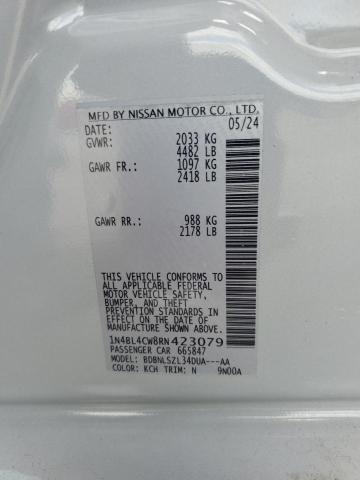 MFD BY NISSAN MOTOR CO., LTD.
DATE: 05/24
GVWR: 2033 KG
4482 LB
GAWR FR.: 1097 KG
2418 LB
GAWR RR.: 988 KG
2178 LB
THIS VEHICLE CONFORMS TO
ALL APPLICABLE FEDERAL
MOTOR VEHICLE SAFETY,
BUMPER, AND THEFT
PREVENTION STANDARDS
IN EFFECT ON THE DATE OF
MANUFACTURE SHOWN ABOVE.
1N4BL4CW8RN423079
PASSENGER CAR 665847
MODEL: BDBNLSZL34DUA---AA
COLOR: KCH TRIM: N 9N00A